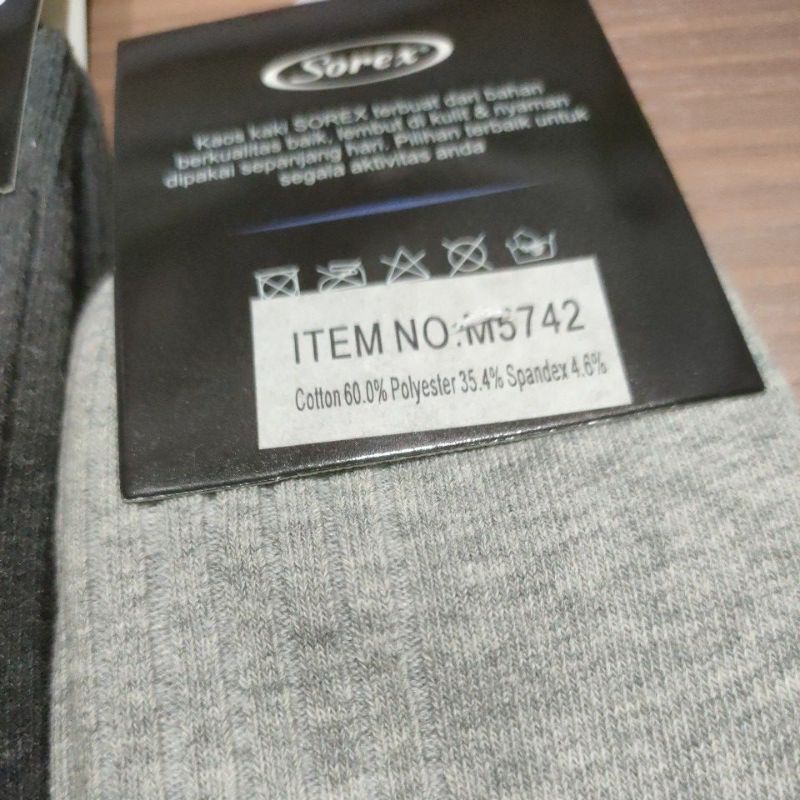 Sorex
Kaos kaki SOREX terbuat dari bahan
berkualitas baik, lembut di kulit & nyaman
dipakai sepanjang hari. Pilihan terbaik untuk
segala aktivitas anda
ITEM NO:M5742
Cotton 60.0% Polyester 35.4% Spandex 4.6%